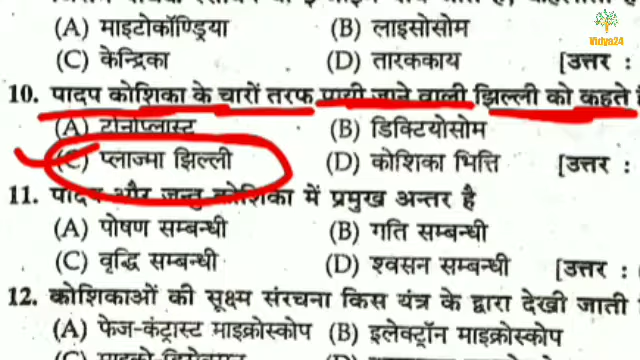 Vidya24
(A) माइटोकॉण्ड्रिया (B) लाइसोसोम
(C) केन्द्रिका (D) तारककाय [उत्तर :
10. पादप कोशिका के चारों तरफ पायी जाने वाली झिल्ली को कहते
(A) टोनोप्लास्ट (B) डिक्टियोसोम
(C) प्लाज्मा झिल्ली (D) कोशिका भित्ति [उत्तर :
11. पादप और जन्तु कोशिका में प्रमुख अन्तर है
(A) पोषण सम्बन्धी (B) गति सम्बन्धी
(C) वृद्धि सम्बन्धी (D) श्वसन सम्बन्धी [उत्तर :
12. कोशिकाओं की सूक्ष्म संरचना किस यंत्र के द्वारा देखी जाती
(A) फेज-कंट्रास्ट माइक्रोस्कोप (B) इलेक्ट्रॉन माइक्रोस्कोप